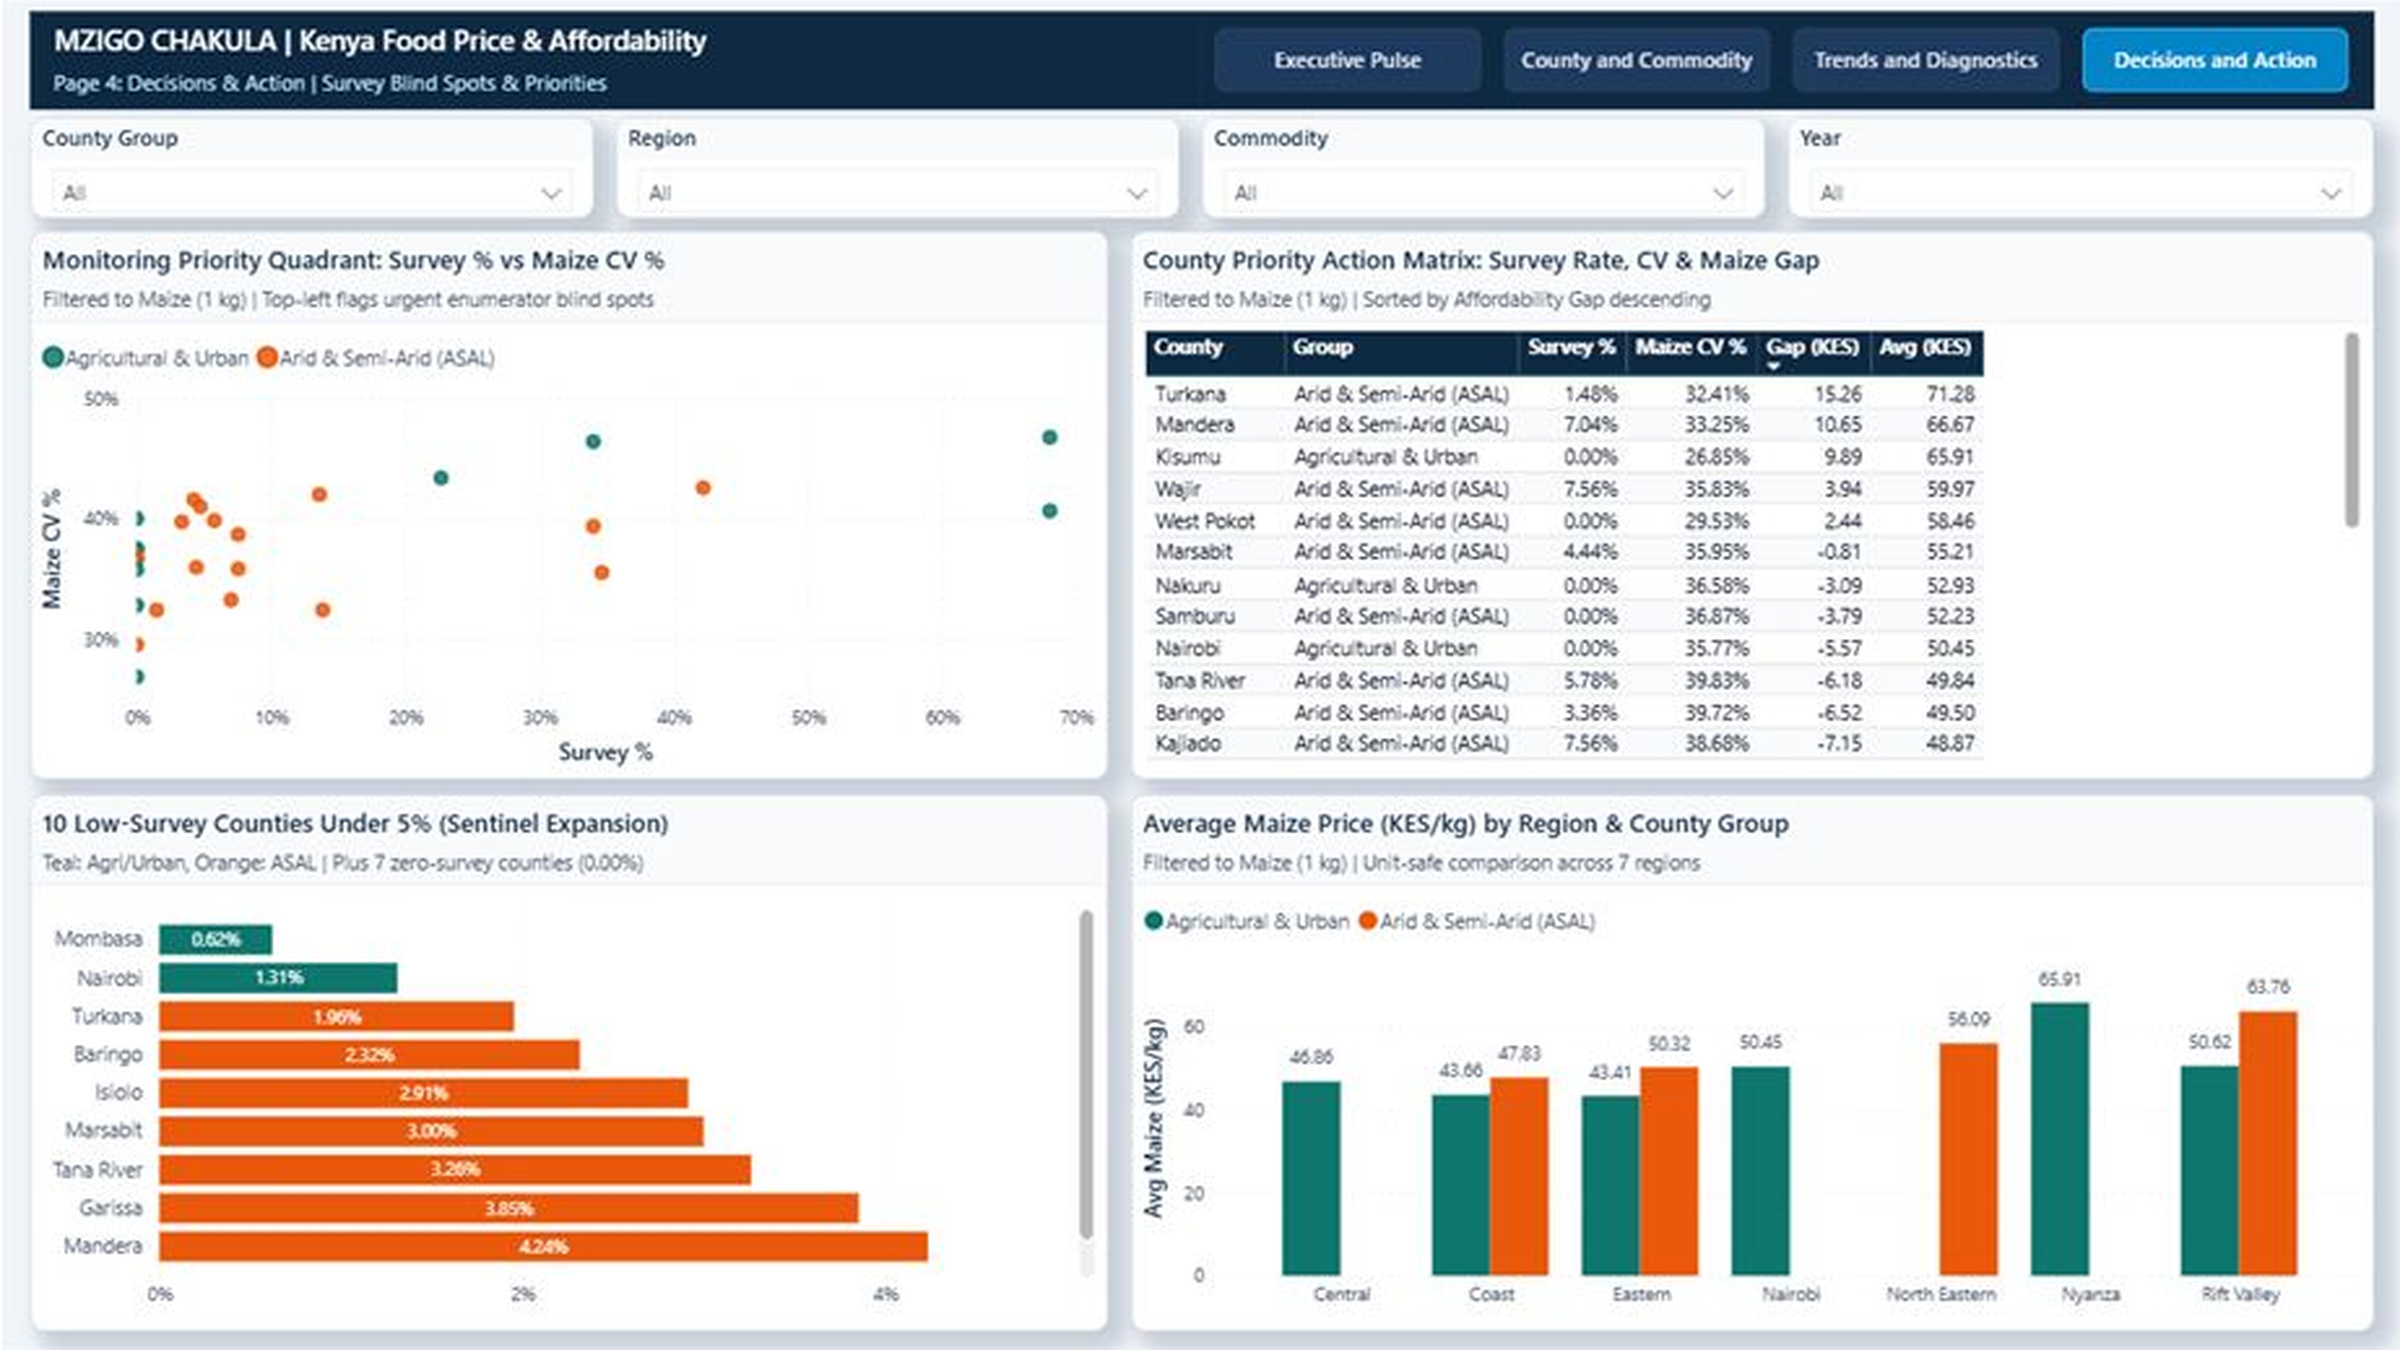 MZIGO CHAKULA | Kenya Food Price & Affordability
Page 4: Decisions & Action | Survey Blind Spots & Priorities
Executive Pulse
County and Commodity
Trends and Diagnostics
Decisions and Action
County Group
All
Region
All
Commodity
All
Year
All
Monitoring Priority Quadrant: Survey % vs Maize CV %
Filtered to Maize (1 kg) | Top-left flags urgent enumerator blind spots
Agricultural & Urban Arid & Semi-Arid (ASAL)
Maize CV %
50%
40%
30%
0% 10% 20% 30% 40% 50% 60% 70%
Survey %
County Priority Action Matrix: Survey Rate, CV & Maize Gap
Filtered to Maize (1 kg) | Sorted by Affordability Gap descending
County Group Survey % Maize CV % Gap (KES) Avg (KES)
Turkana Arid & Semi-Arid (ASAL) 1.48% 32.41% 15.26 71.28
Mandera Arid & Semi-Arid (ASAL) 7.04% 33.25% 10.65 66.67
Kisumu Agricultural & Urban 0.00% 26.85% 9.89 65.91
Wajir Arid & Semi-Arid (ASAL) 7.56% 35.83% 3.94 59.97
West Pokot Arid & Semi-Arid (ASAL) 0.00% 29.53% 2.44 58.46
Marsabit Arid & Semi-Arid (ASAL) 4.44% 35.95% -0.81 55.21
Nakuru Agricultural & Urban 0.00% 36.58% -3.09 52.93
Samburu Arid & Semi-Arid (ASAL) 0.00% 36.87% -3.79 52.23
Nairobi Agricultural & Urban 0.00% 35.77% -5.57 50.45
Tana River Arid & Semi-Arid (ASAL) 5.78% 39.83% -6.18 49.84
Baringo Arid & Semi-Arid (ASAL) 3.36% 39.72% -6.52 49.50
Kajiado Arid & Semi-Arid (ASAL) 7.56% 38.68% -7.15 48.87
10 Low-Survey Counties Under 5% (Sentinel Expansion)
Teal: Agri/Urban, Orange: ASAL | Plus 7 zero-survey counties (0.00%)
Mombasa 0.62%
Nairobi 1.31%
Turkana 1.96%
Baringo 2.32%
Isiolo 2.91%
Marsabit 3.00%
Tana River 3.26%
Garissa 3.85%
Mandera 4.24%
0% 2% 4%
Average Maize Price (KES/kg) by Region & County Group
Filtered to Maize (1 kg) | Unit-safe comparison across 7 regions
Agricultural & Urban Arid & Semi-Arid (ASAL)
Avg Maize (KES/kg)
60
40
20
0
46.86 43.66 47.83 43.41 50.32 50.45 56.09 65.91 50.62 63.76
Central Coast Eastern Nairobi North Eastern Nyanza Rift Valley